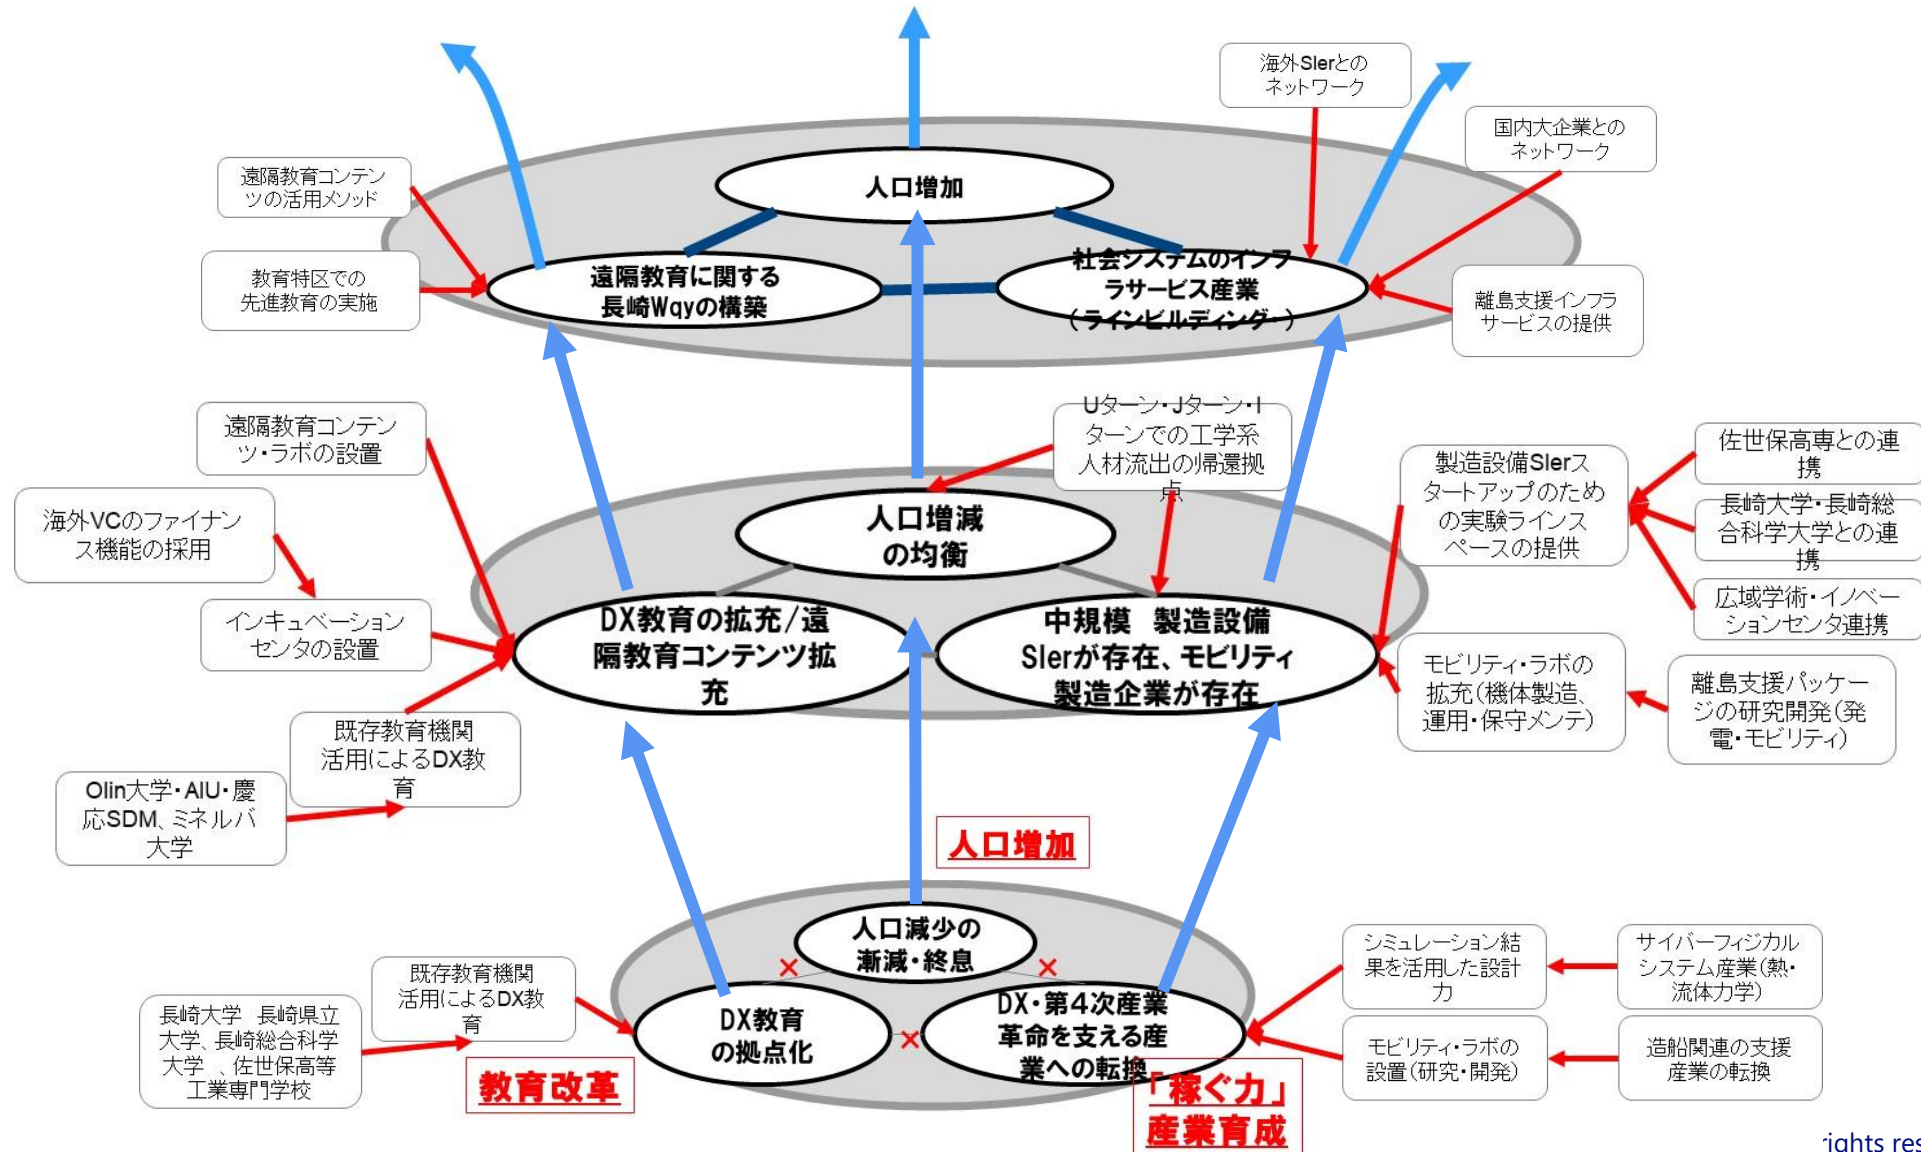 海外SIerとの
ネットワーク
国内大企業との
ネットワーク
遠隔教育コンテン
ツの活用メソッド
人口増加
教育特区での
先進教育の実施
遠隔教育に関する
長崎Wqyの構築
社会システムのインフ
ラサービス産業
(ラインビルディング・)
離島支援インフラ
サービスの提供
遠隔教育コンテン
ツ・ラボの設置
Uターン・Jターン・I
ターンでの工学系
人材流出の帰還拠
点
製造設備SIerス
タートアップのため
の実験ラインス
ペースの提供
佐世保高専との連
携
長崎大学・長崎総
合科学大学との連
携
広域学術・イノベー
ションセンタ連携
海外VCのファイナン
ス機能の採用
人口増減
の均衡
インキュベーション
センタの設置
DX教育の拡充/遠
隔教育コンテンツ拡
充
中規模 製造設備
SIerが存在、モビリティ
製造企業が存在
モビリティ・ラボの
拡充(機体製造、
運用・保守メンテ)
離島支援パッケー
ジの研究開発(発
電・モビリティ)
既存教育機関
活用によるDX教
育
Olin大学・AIU・慶
応SDM、ミネルバ
大学
人口増加
人口減少の
漸減・終息
既存教育機関
活用によるDX教
育
長崎大学 長崎県立
大学、長崎総合科学
大学 、佐世保高等
工業専門学校
DX教育
の拠点化
DX・第4次産業
革命を支える産
業への転換
シミュレーション結
果を活用した設計
力
サイバーフィジカル
システム産業(熱・
流体力学)
モビリティ・ラボの
設置(研究・開発)
造船関連の支援
産業の転換
教育改革
「稼ぐ力」
産業育成
rights res